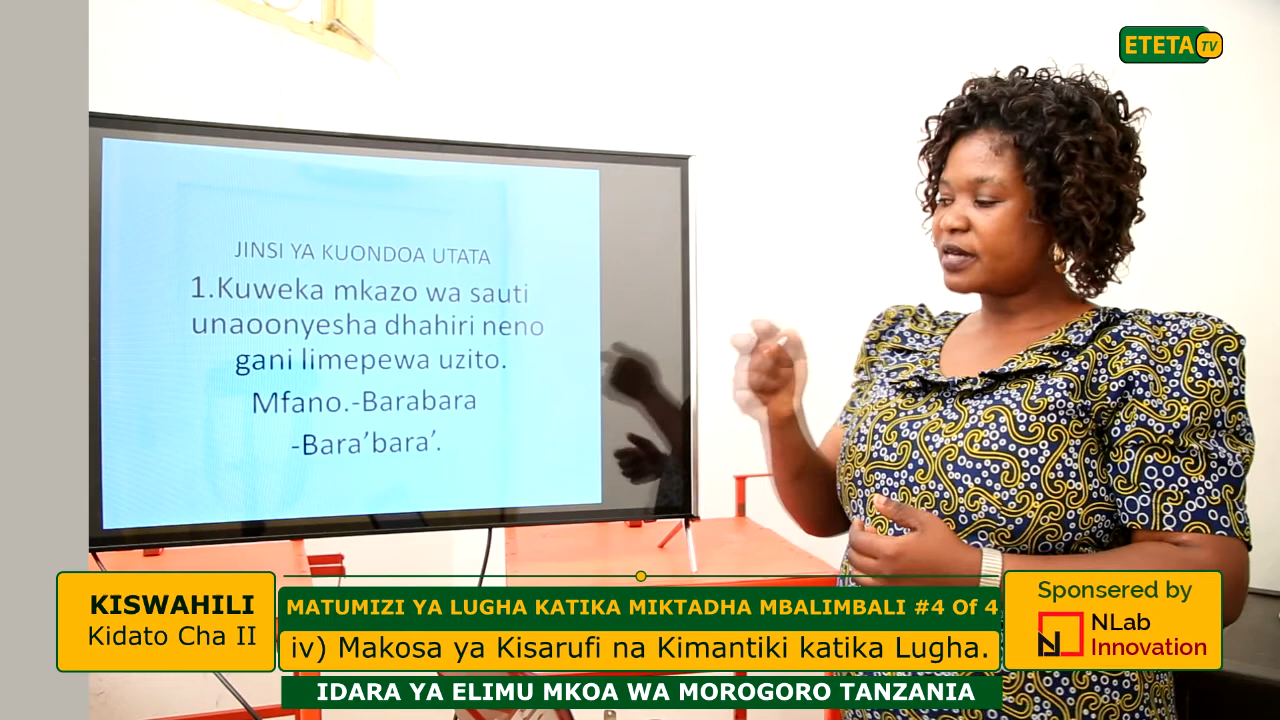 ETETA TV
JINSI YA KUONDOA UTATA
1.Kuweka mkazo wa sauti
unaoonyesha dhahiri neno
gani limepewa uzito.
Mfano.-Barabara
-Bara’bara’.
KISWAHILI
Kidato Cha II
MATUMIZI YA LUGHA KATIKA MIKTADHA MBALIMBALI #4 Of 4
iv) Makosa ya Kisarufi na Kimantiki katika Lugha.
IDARA YA ELIMU MKOA WA MOROGORO TANZANIA
Sponsered by
NLab
Innovation